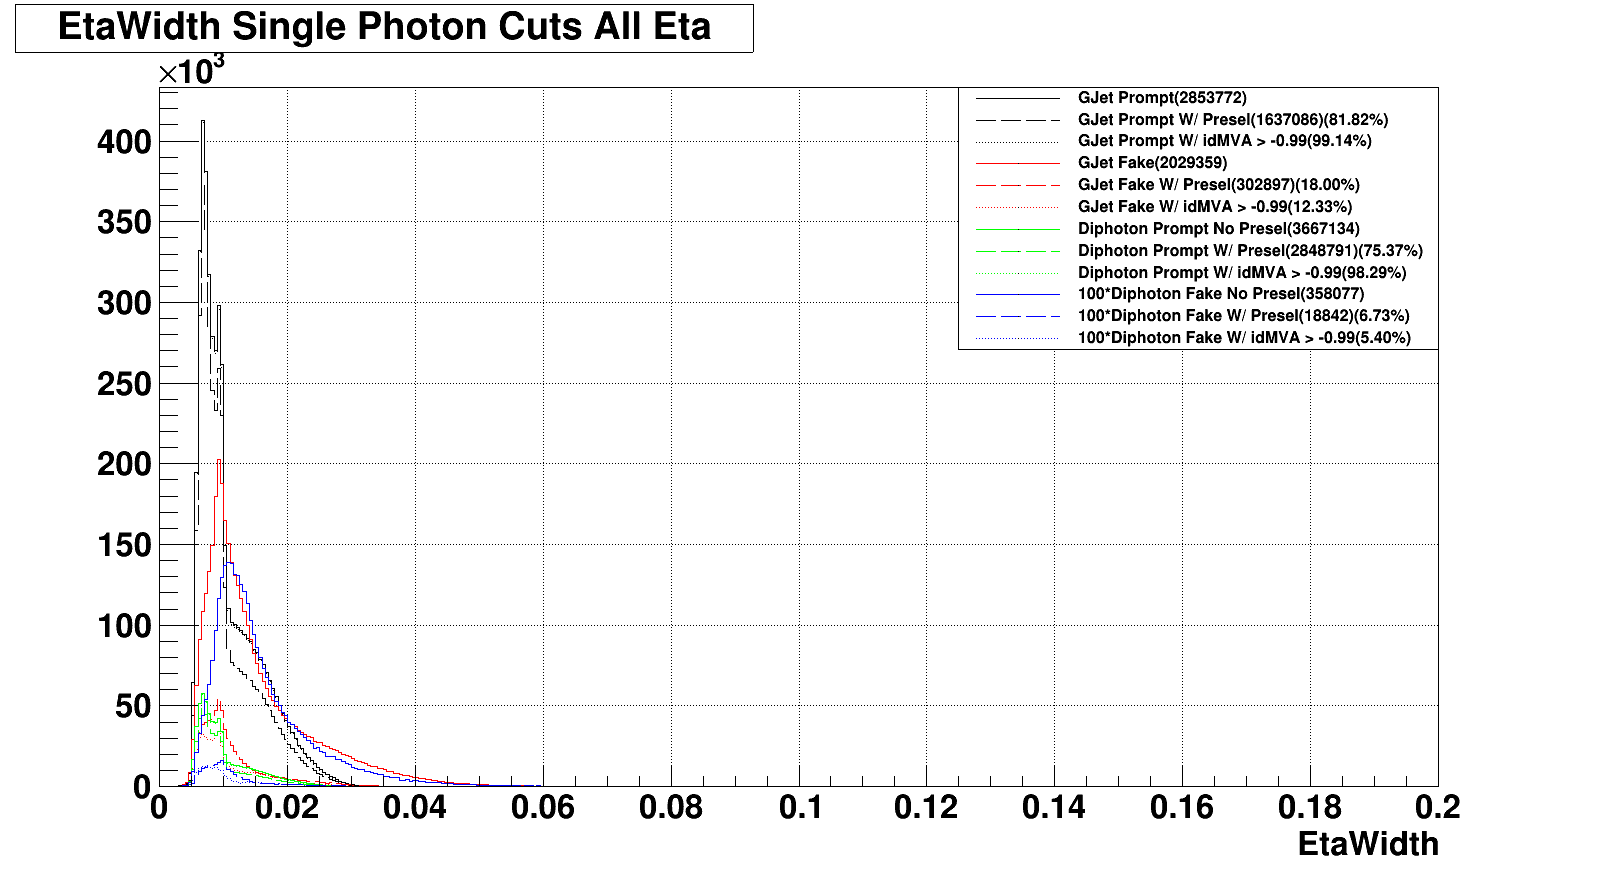 EtaWidth Single Photon Cuts All Eta
×10³
GJet Prompt(2853772)
GJet Prompt W/ Presel(1637086)(81.82%)
GJet Prompt W/ idMVA > -0.99(99.14%)
GJet Fake(2029359)
GJet Fake W/ Presel(302897)(18.00%)
GJet Fake W/ idMVA > -0.99(12.33%)
Diphoton Prompt No Presel(3667134)
Diphoton Prompt W/ Presel(2848791)(75.37%)
Diphoton Prompt W/ idMVA > -0.99(98.29%)
100*Diphoton Fake No Presel(358077)
100*Diphoton Fake W/ Presel(18842)(6.73%)
100*Diphoton Fake W/ idMVA > -0.99(5.40%)
400
350
300
250
200
150
100
50
0
0 0.02 0.04 0.06 0.08 0.1 0.12 0.14 0.16 0.18 0.2
EtaWidth